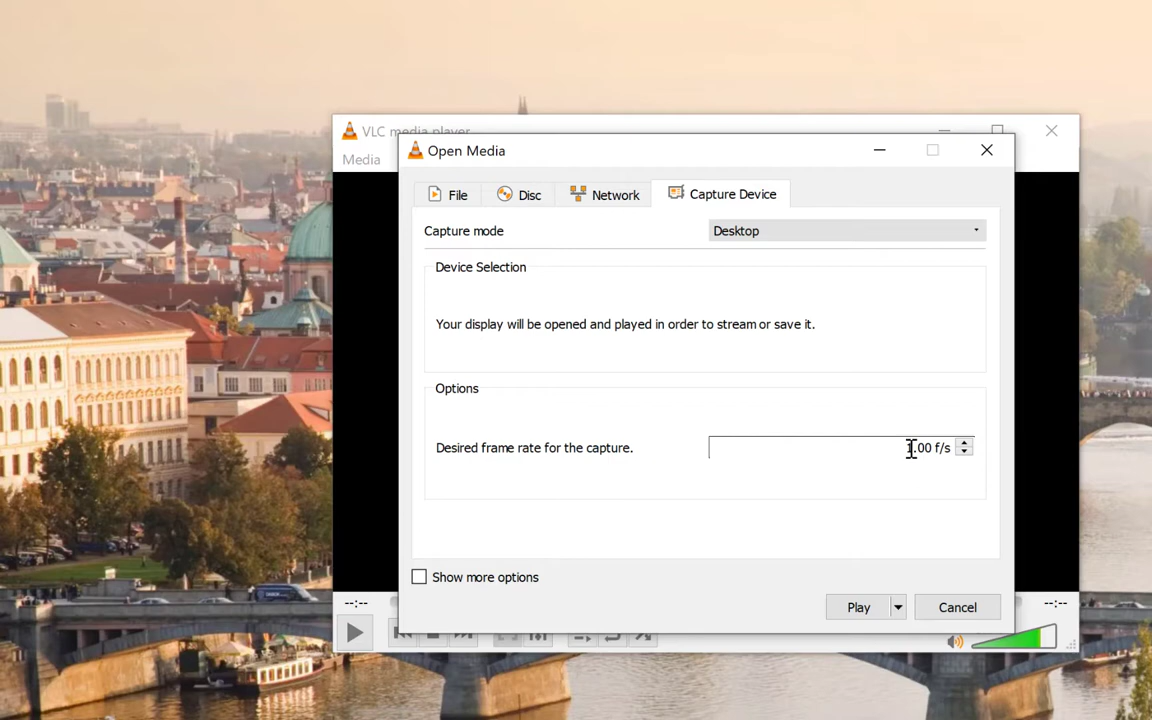 VLC media player
Media
Open Media
File
Disc
Network
Capture Device
Capture mode
Desktop
Device Selection
Your display will be opened and played in order to stream or save it.
Options
Desired frame rate for the capture.
1.00 f/s
Show more options
Play
Cancel
--:--
--:--